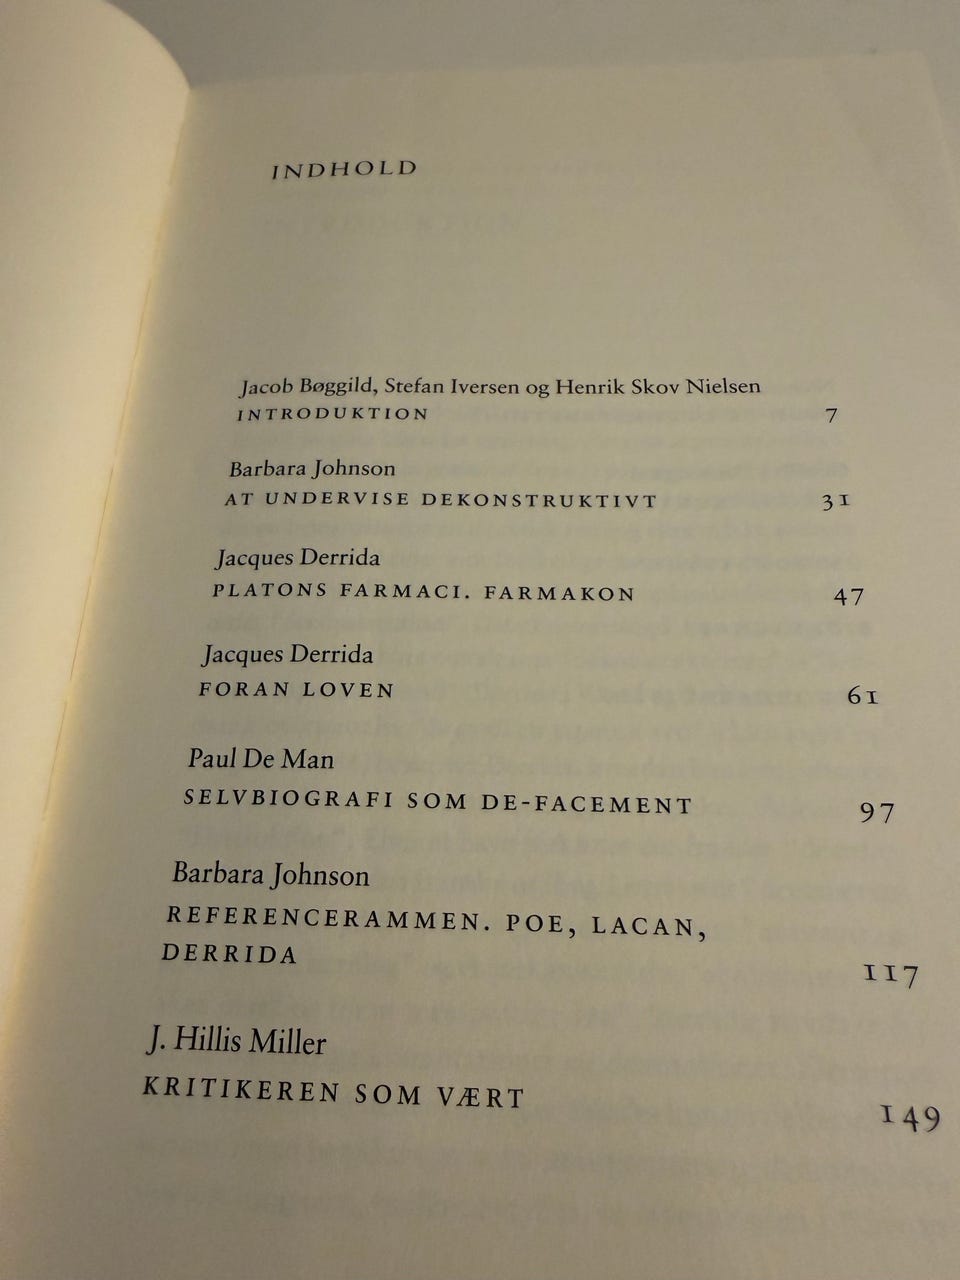 INDHOLD
Jacob Bøggild, Stefan Iversen og Henrik Skov Nielsen
INTRODUKTION 7
Barbara Johnson
AT UNDERVISE DEKONSTRUKTIVT 31
Jacques Derrida
PLATONS FARMACI. FARMAKON 47
Jacques Derrida
FORAN LOVEN 61
Paul De Man
SELVBIOGRAFI SOM DE-FACEMENT 97
Barbara Johnson
REFERENCERAMMEN. POE, LACAN,
DERRIDA 117
J. Hillis Miller
KRITIKEREN SOM VÆRT 149